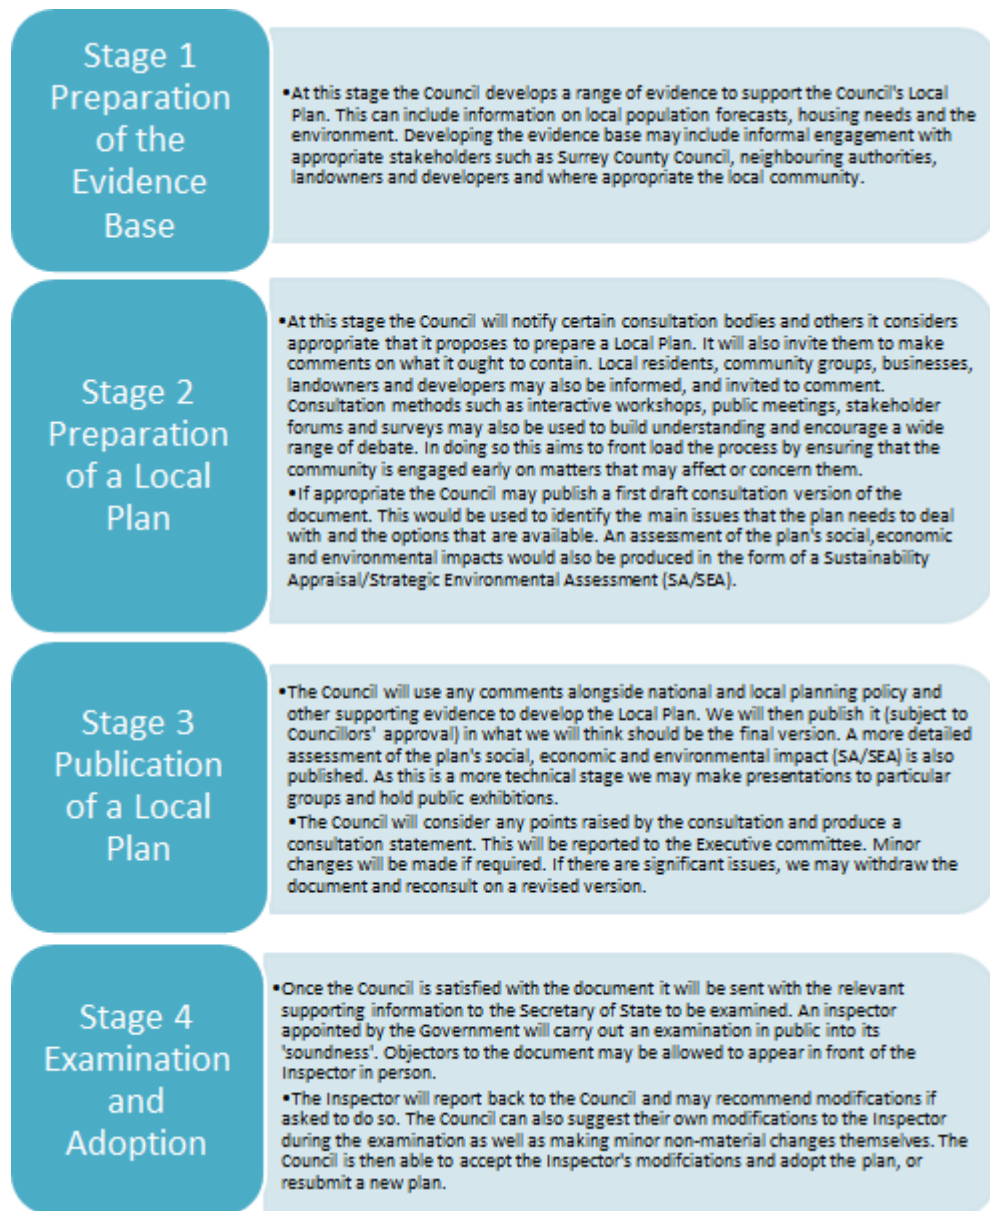 Stage 1
Preparation
of the
Evidence
Base
•At this stage the Council develops a range of evidence to support the Council's Local
Plan. This can include information on local population forecasts, housing needs and the
environment. Developing the evidence base may include informal engagement with
appropriate stakeholders such as Surrey County Council, neighbouring authorities,
landowners and developers and where appropriate the local community.
Stage 2
Preparation
of a Local
Plan
•At this stage the Council will notify certain consultation bodies and others it considers
appropriate that it proposes to prepare a Local Plan. It will also invite them to make
comments on what it ought to contain. Local residents, community groups, businesses,
landowners and developers may also be informed, and invited to comment.
Consultation methods such as interactive workshops, public meetings, stakeholder
forums and surveys may also be used to build understanding and encourage a wide
range of debate. In doing so this aims to front load the process by ensuring that the
community is engaged early on matters that may affect or concern them.
•If appropriate the Council may publish a first draft consultation version of the
document. This would be used to identify the main issues that the plan needs to deal
with and the options that are available. An assessment of the plan's social,economic
and environmental impacts would also be produced in the form of a Sustainability
Appraisal/Strategic Environmental Assessment (SA/SEA).
Stage 3
Publication
of a Local
Plan
•The Council will use any comments alongside national and local planning policy and
other supporting evidence to develop the Local Plan. We will then publish it (subject to
Councillors' approval) in what we will think should be the final version. A more detailed
assessment of the plan's social, economic and environmental impact (SA/SEA) is also
published. As this is a more technical stage we may make presentations to particular
groups and hold public exhibitions.
•The Council will consider any points raised by the consultation and produce a
consultation statement. This will be reported to the Executive committee. Minor
changes will be made if required. If there are significant issues, we may withdraw the
document and reconsult on a revised version.
Stage 4
Examination
and
Adoption
•Once the Council is satisfied with the document it will be sent with the relevant
supporting information to the Secretary of State to be examined. An inspector
appointed by the Government will carry out an examination in public into its
'soundness'. Objectors to the document may be allowed to appear in front of the
Inspector in person.
•The Inspector will report back to the Council and may recommend modifications if
asked to do so. The Council can also suggest their own modifications to the Inspector
during the examination as well as making minor non-material changes themselves. The
Council is then able to accept the Inspector's modifciations and adopt the plan, or
resubmit a new plan.